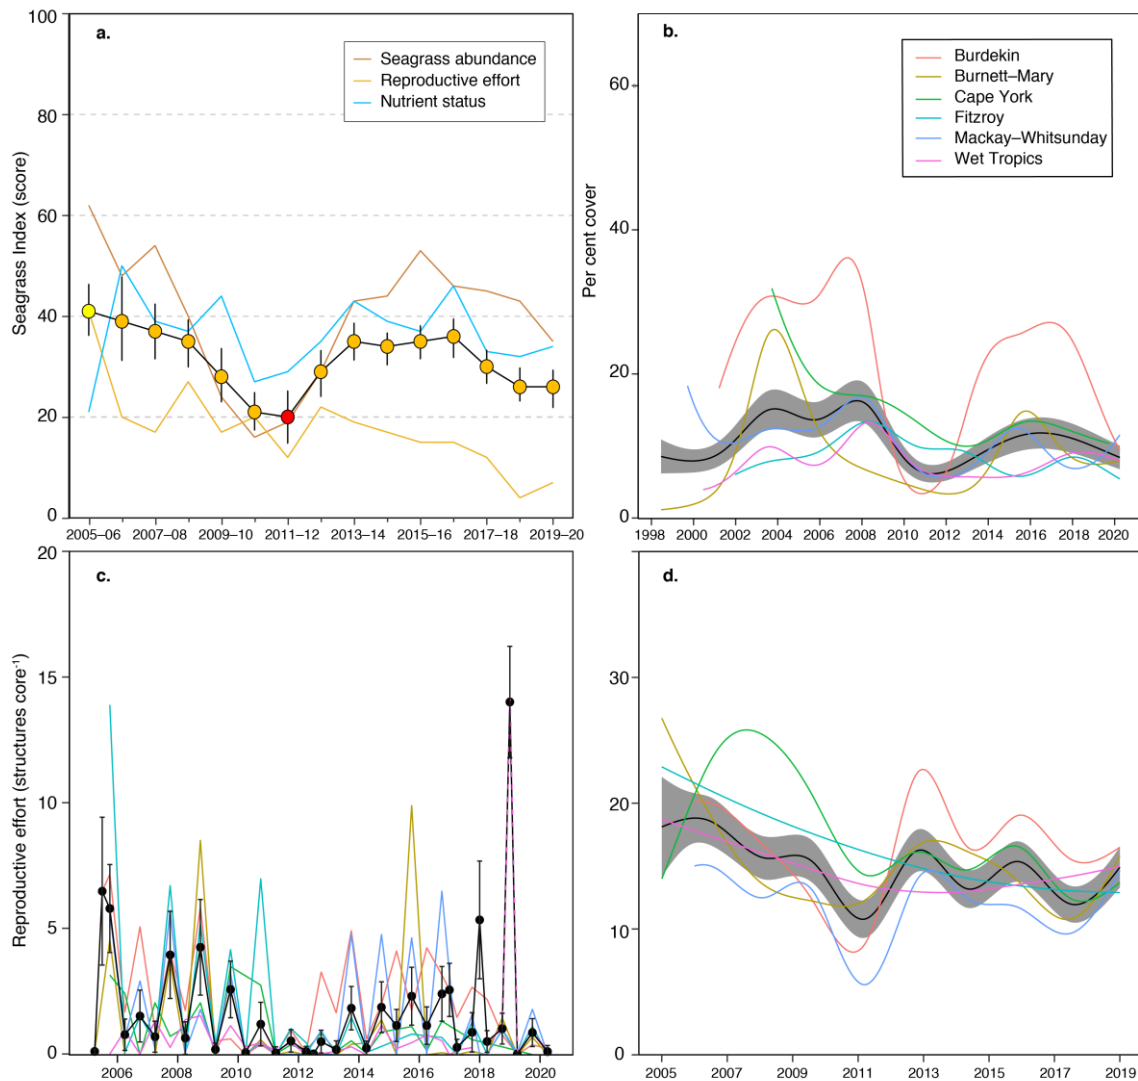 a.
100
80
60
40
20
0
Seagrass Index (score)
Seagrass abundance
Reproductive effort
Nutrient status
2005–06 2007–08 2009–10 2011–12 2013–14 2015–16 2017–18 2019–20
b.
60
40
20
0
Per cent cover
Burdekin
Burnett–Mary
Cape York
Fitzroy
Mackay–Whitsunday
Wet Tropics
1998 2000 2002 2004 2006 2008 2010 2012 2014 2016 2018 2020
c.
20
15
10
5
0
Reproductive effort (structures core⁻¹)
2006 2008 2010 2012 2014 2016 2018 2020
d.
30
20
10
0
2005 2007 2009 2011 2013 2015 2017 2019